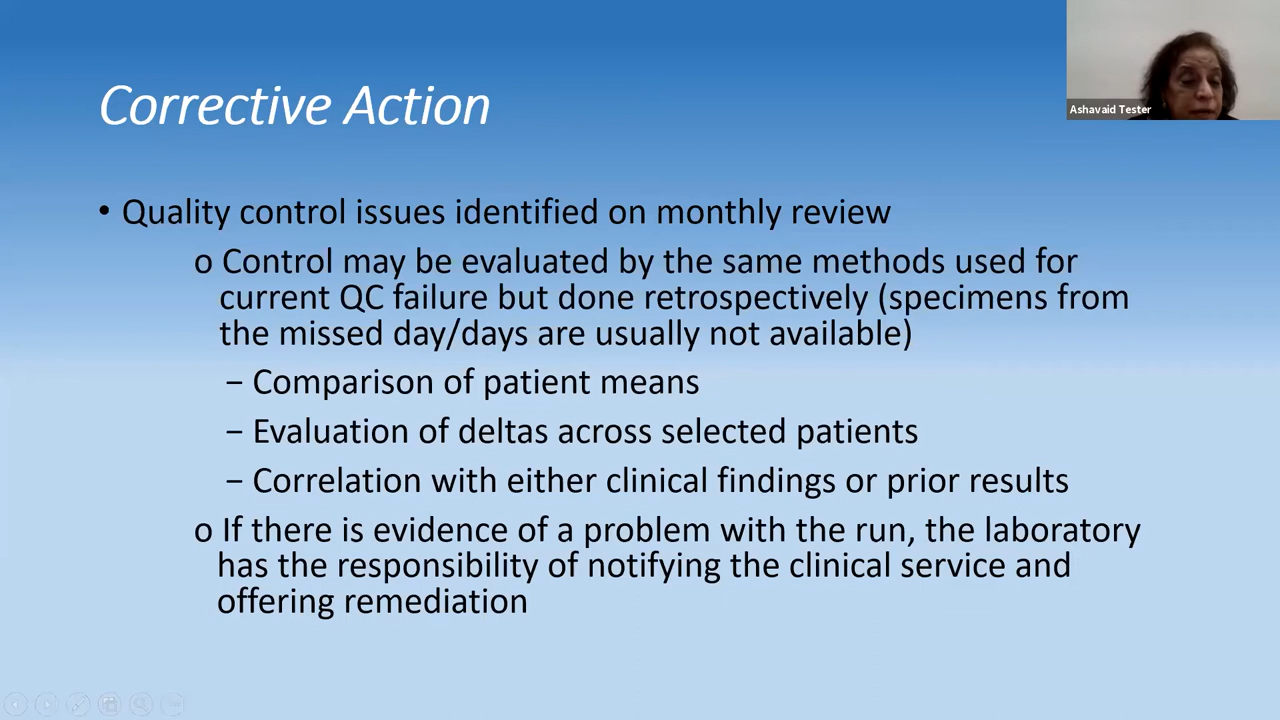 Ashavaid Tester
Corrective Action
• Quality control issues identified on monthly review
o Control may be evaluated by the same methods used for
current QC failure but done retrospectively (specimens from
the missed day/days are usually not available)
− Comparison of patient means
− Evaluation of deltas across selected patients
− Correlation with either clinical findings or prior results
o If there is evidence of a problem with the run, the laboratory
has the responsibility of notifying the clinical service and
offering remediation